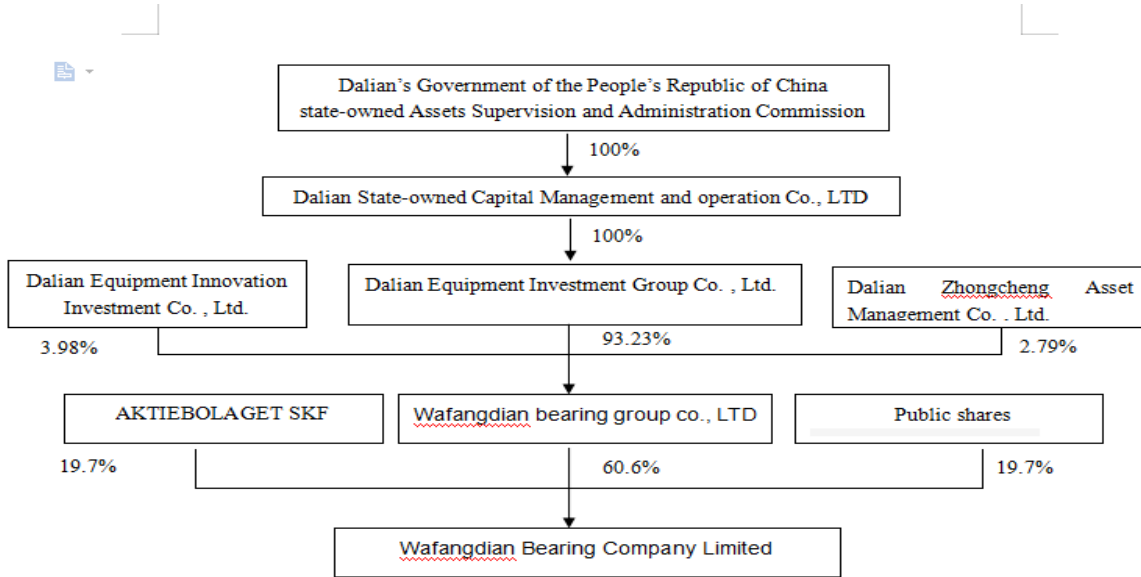 Dalian’s Government of the People’s Republic of China
state-owned Assets Supervision and Administration Commission
100%
Dalian State-owned Capital Management and operation Co., LTD
100%
Dalian Equipment Innovation
Investment Co. , Ltd.
Dalian Equipment Investment Group Co. , Ltd.
Dalian Zhongcheng Asset
Management Co. , Ltd.
3.98%
93.23%
2.79%
AKTIEBOLAGET SKF
Wafangdian bearing group co., LTD
Public shares
19.7%
60.6%
19.7%
Wafangdian Bearing Company Limited